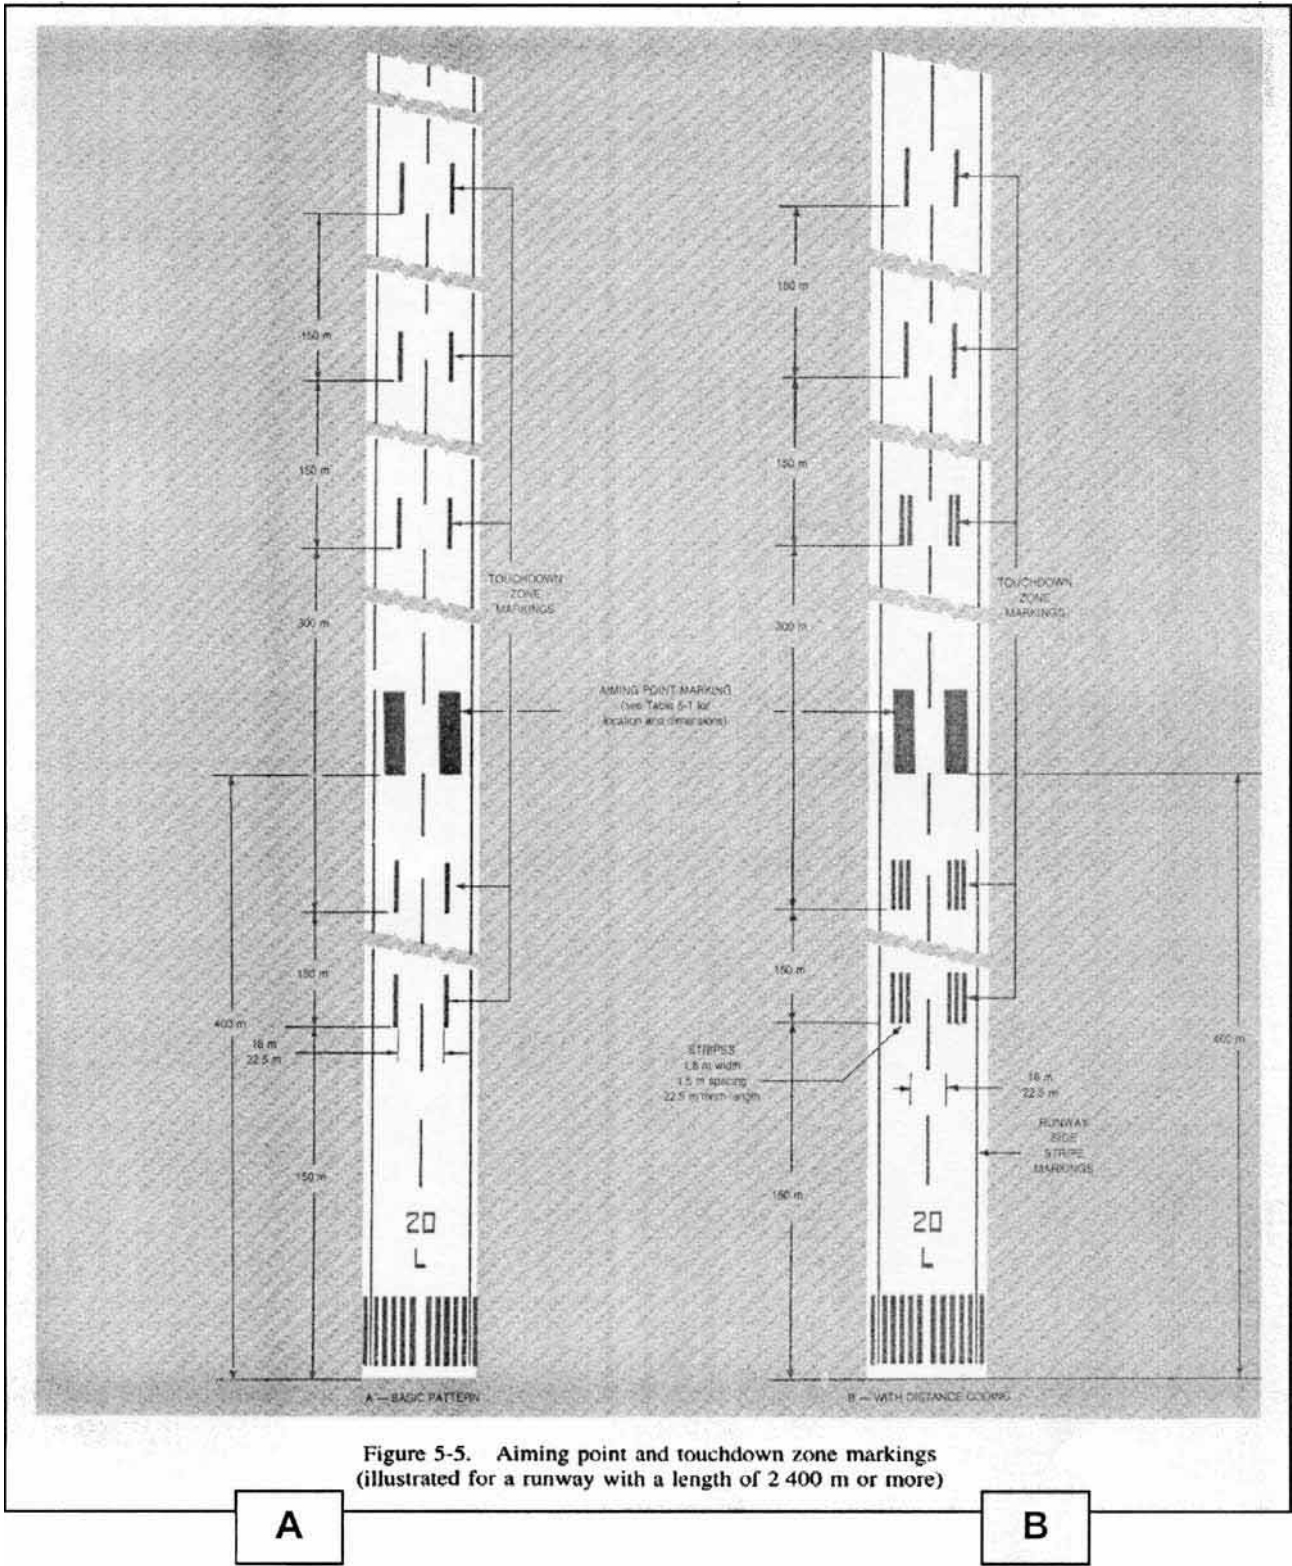 150 m
150 m
300 m
150 m
400 m
18 m
22.5 m
150 m
TOUCHDOWN
ZONE
MARKINGS
AIMING POINT MARKING
(see Table 5-1 for
location and dimensions)
20
L
A — BASIC PATTERN
150 m
150 m
300 m
150 m
150 m
TOUCHDOWN
ZONE
MARKINGS
STRIPES
1.8 m width
1.5 m spacing
22.5 m length
400 m
18 m
22.5 m
RUNWAY
SIDE
STRIPE
MARKINGS
20
L
B — WITH DISTANCE CODING
Figure 5-5. Aiming point and touchdown zone markings
(illustrated for a runway with a length of 2 400 m or more)
A
B